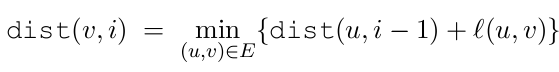 dist(v, i) = min_{(u,v)∈E} {dist(u, i − 1) + ℓ(u, v)}